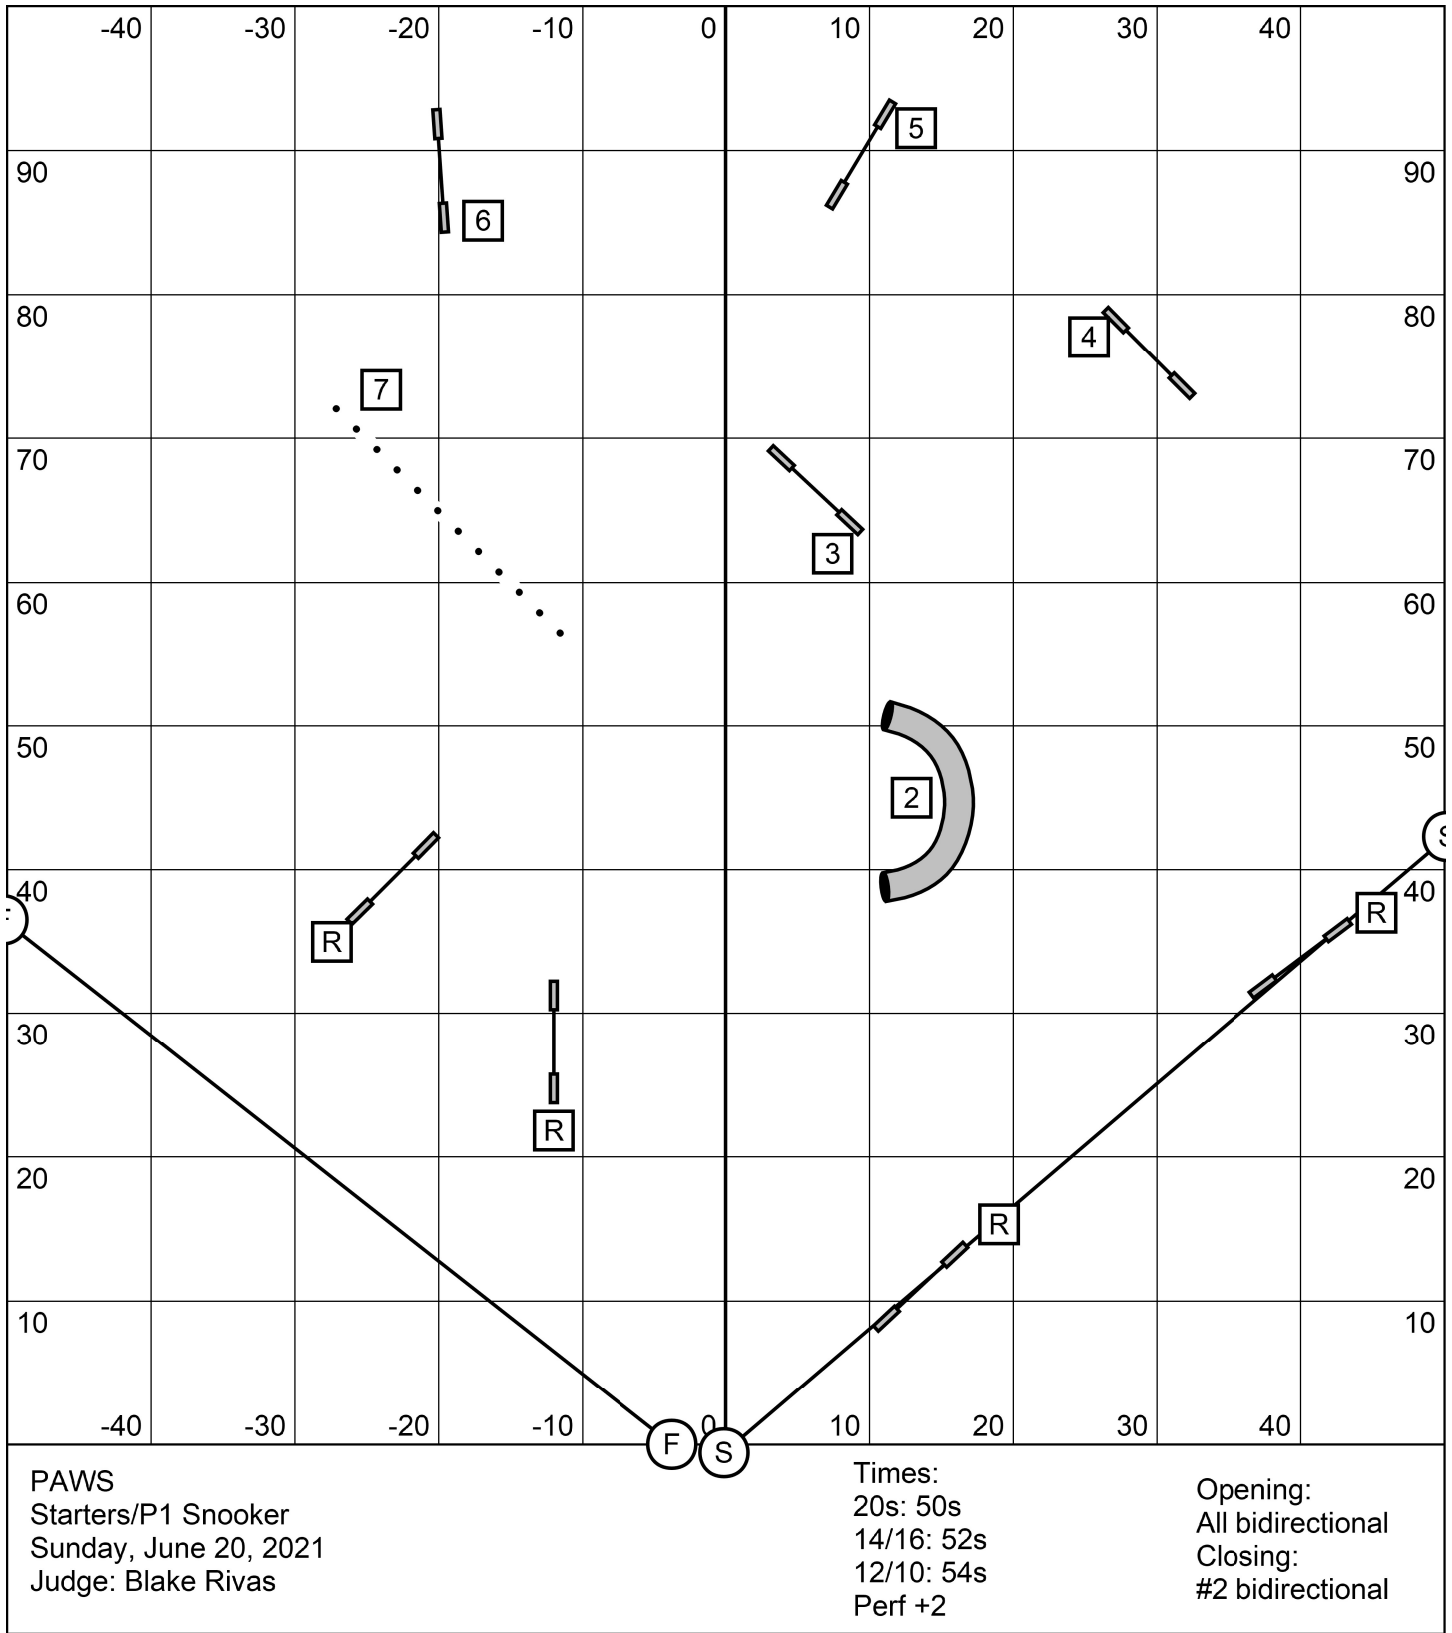 -40 -30 -20 -10 0 10 20 30 40
5
90 90
6
80 80
4
7
70 70
3
60 60
50 50
2
S
40 40
R
F
R
30 30
R
20 20
R
10 10
-40 -30 -20 -10 0 10 20 30 40
F S
PAWS
Starters/P1 Snooker
Sunday, June 20, 2021
Judge: Blake Rivas
Times:
20s: 50s
14/16: 52s
12/10: 54s
Perf +2
Opening:
All bidirectional
Closing:
#2 bidirectional